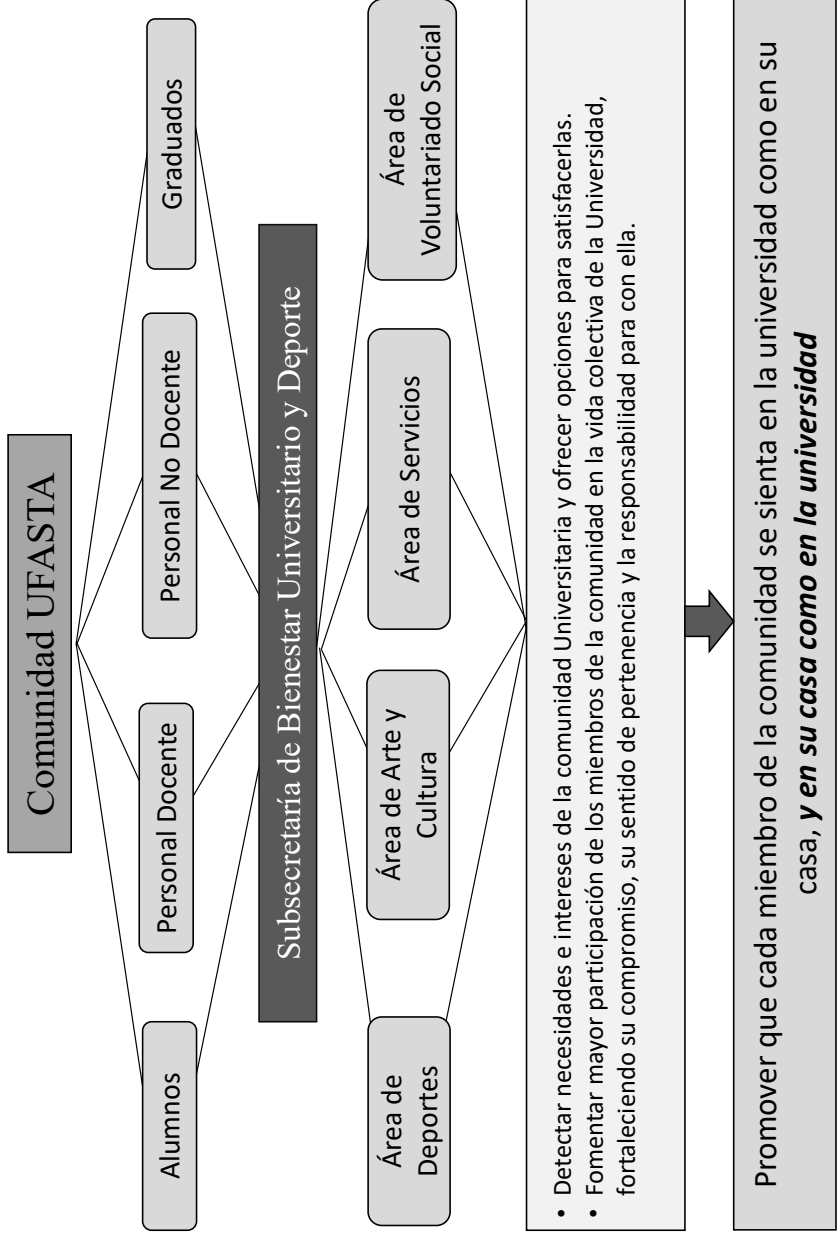 Comunidad UFASTA
Alumnos
Personal Docente
Personal No Docente
Graduados
Subsecretaría de Bienestar Universitario y Deporte
Área de
Deportes
Área de Arte y
Cultura
Área de Servicios
Área de
Voluntariado Social
• Detectar necesidades e intereses de la comunidad Universitaria y ofrecer opciones para satisfacerlas.
• Fomentar mayor participación de los miembros de la comunidad en la vida colectiva de la Universidad,
fortaleciendo su compromiso, su sentido de pertenencia y la responsabilidad para con ella.
Promover que cada miembro de la comunidad se sienta en la universidad como en su
casa, y en su casa como en la universidad